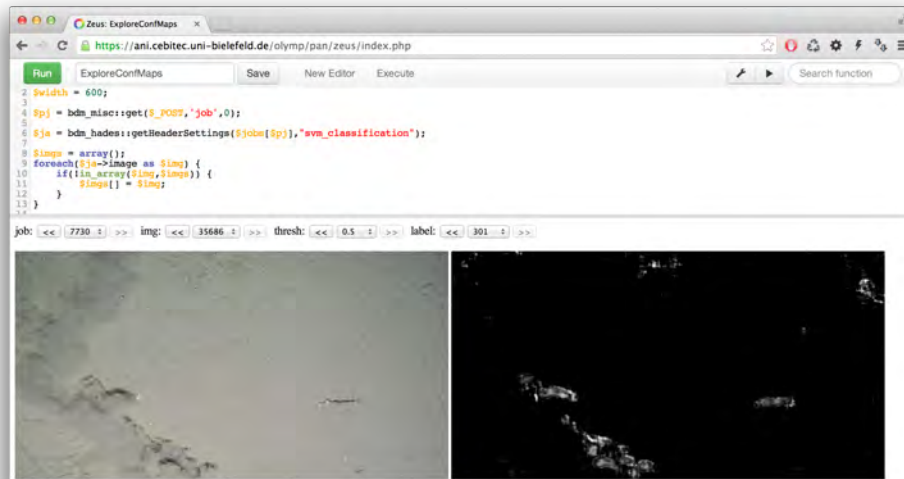 Zeus: ExploreConfMaps ×
https://ani.cebitec.uni-bielefeld.de/olymp/pan/zeus/index.php
Run ExploreConfMaps Save New Editor Execute Search function
2 $width = 600;
3
4 $pj = bdm_misc::get($_POST,'job',0);
5
6 $ja = bdm_hades::getHeaderSettings($jobs[$pj],"svm_classification");
7
8 $imgs = array();
9 foreach($ja->image as $img) {
10 if(!in_array($img,$imgs)) {
11 $imgs[] = $img;
12 }
13 }
job: << 7730 >> img: << 35686 >> thresh: << 0.5 >> label: << 301 >>